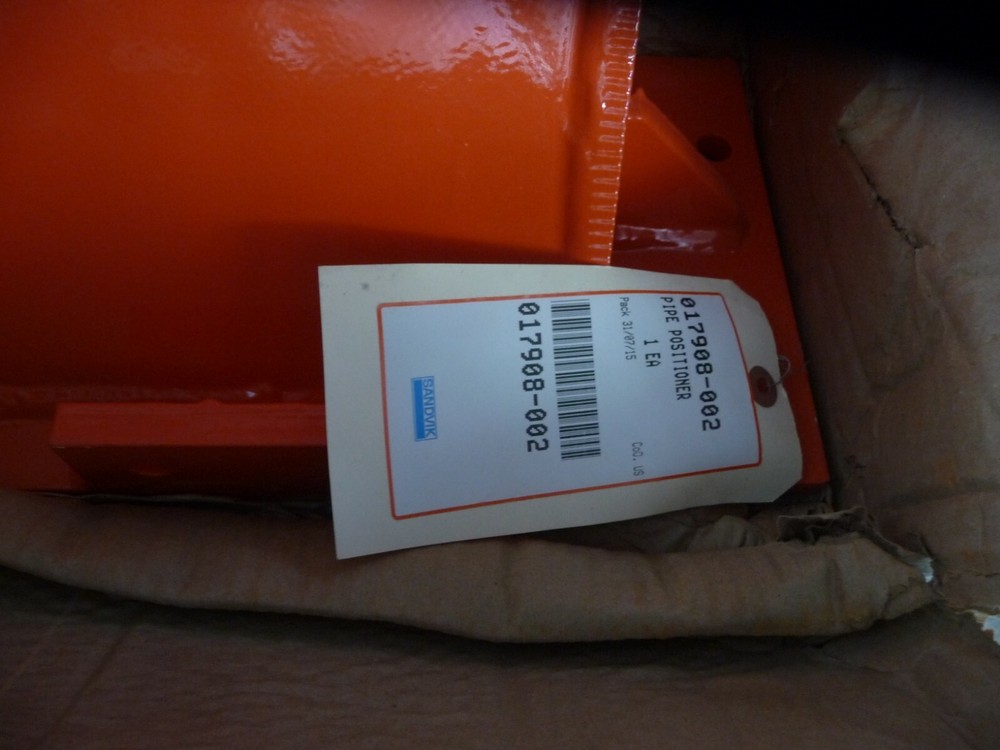 017908-002
PIPE POSITIONER
1 EA
Pack 31/07/15
CoO, US
017908-002
SANDVIK